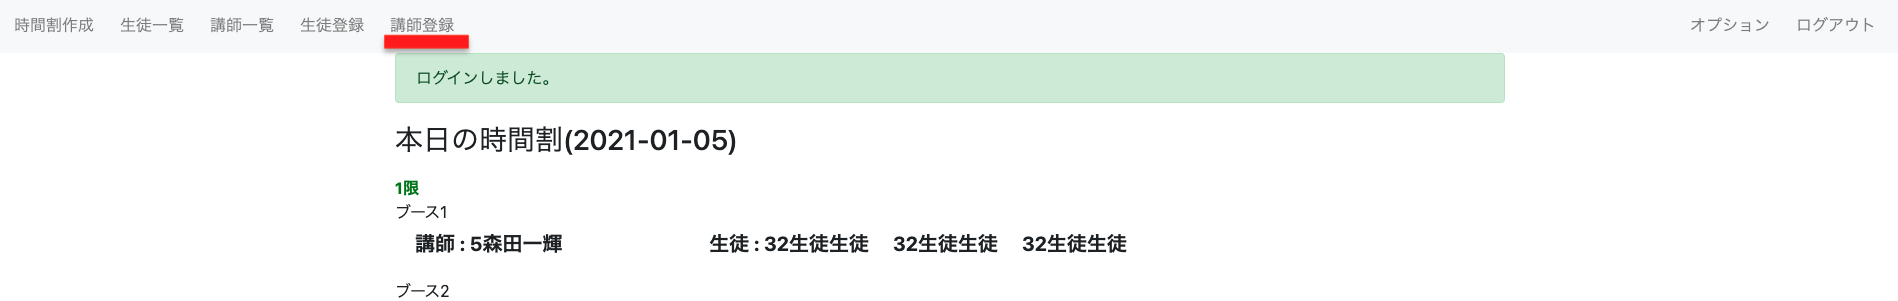 時間割作成 生徒一覧 講師一覧 生徒登録 講師登録 オプション ログアウト
ログインしました。
本日の時間割(2021-01-05)
1限
ブース1
講師 : 5森田一輝 生徒 : 32生徒生徒 32生徒生徒 32生徒生徒
ブース2